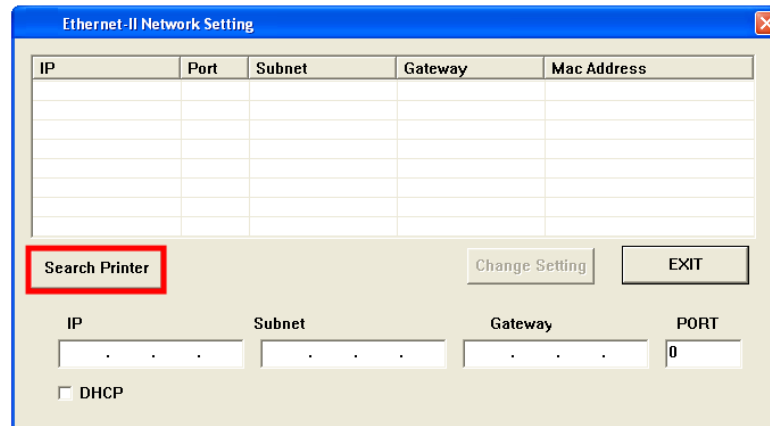 Ethernet-II Network Setting
IP Port Subnet Gateway Mac Address
Search Printer Change Setting EXIT
IP Subnet Gateway PORT
. . . . . . . . . 0
DHCP